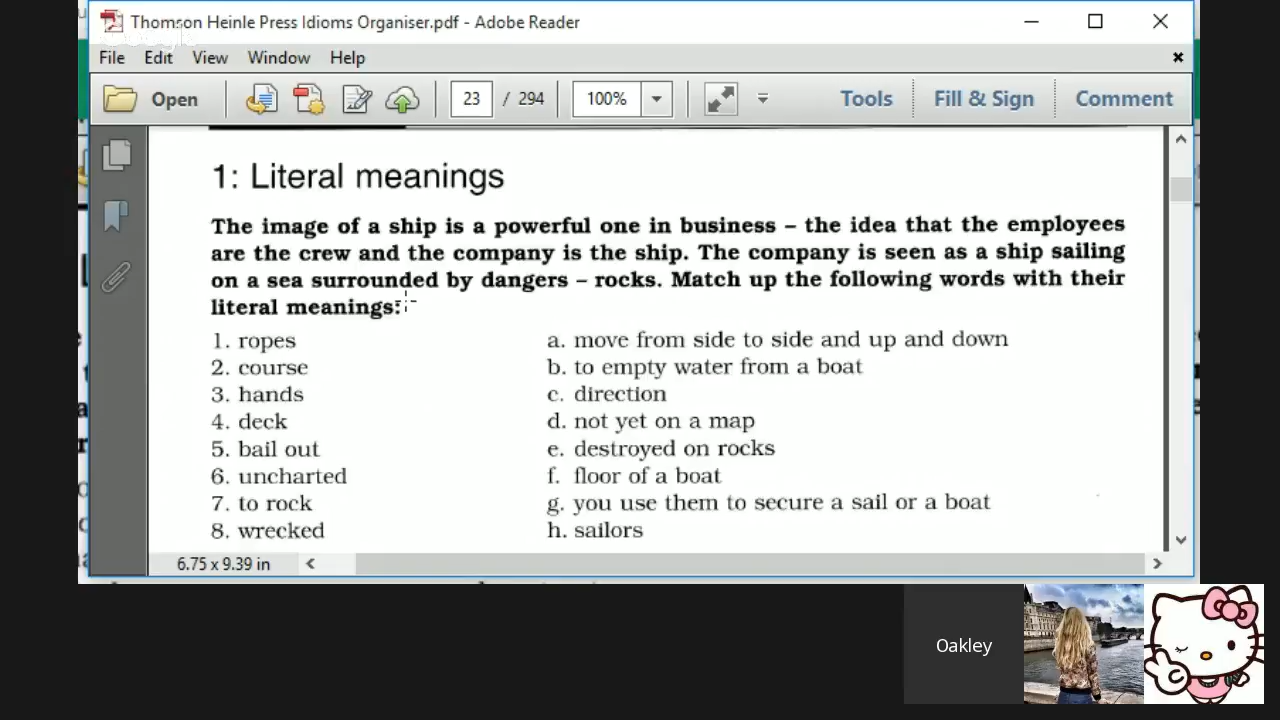 Thomson Heinle Press Idioms Organiser.pdf - Adobe Reader
File Edit View Window Help
Open 23 / 294 100% Tools Fill & Sign Comment
1: Literal meanings
The image of a ship is a powerful one in business – the idea that the employees
are the crew and the company is the ship. The company is seen as a ship sailing
on a sea surrounded by dangers – rocks. Match up the following words with their
literal meanings:
1. ropes
2. course
3. hands
4. deck
5. bail out
6. uncharted
7. to rock
8. wrecked
a. move from side to side and up and down
b. to empty water from a boat
c. direction
d. not yet on a map
e. destroyed on rocks
f. floor of a boat
g. you use them to secure a sail or a boat
h. sailors
6.75 x 9.39 in
Oakley